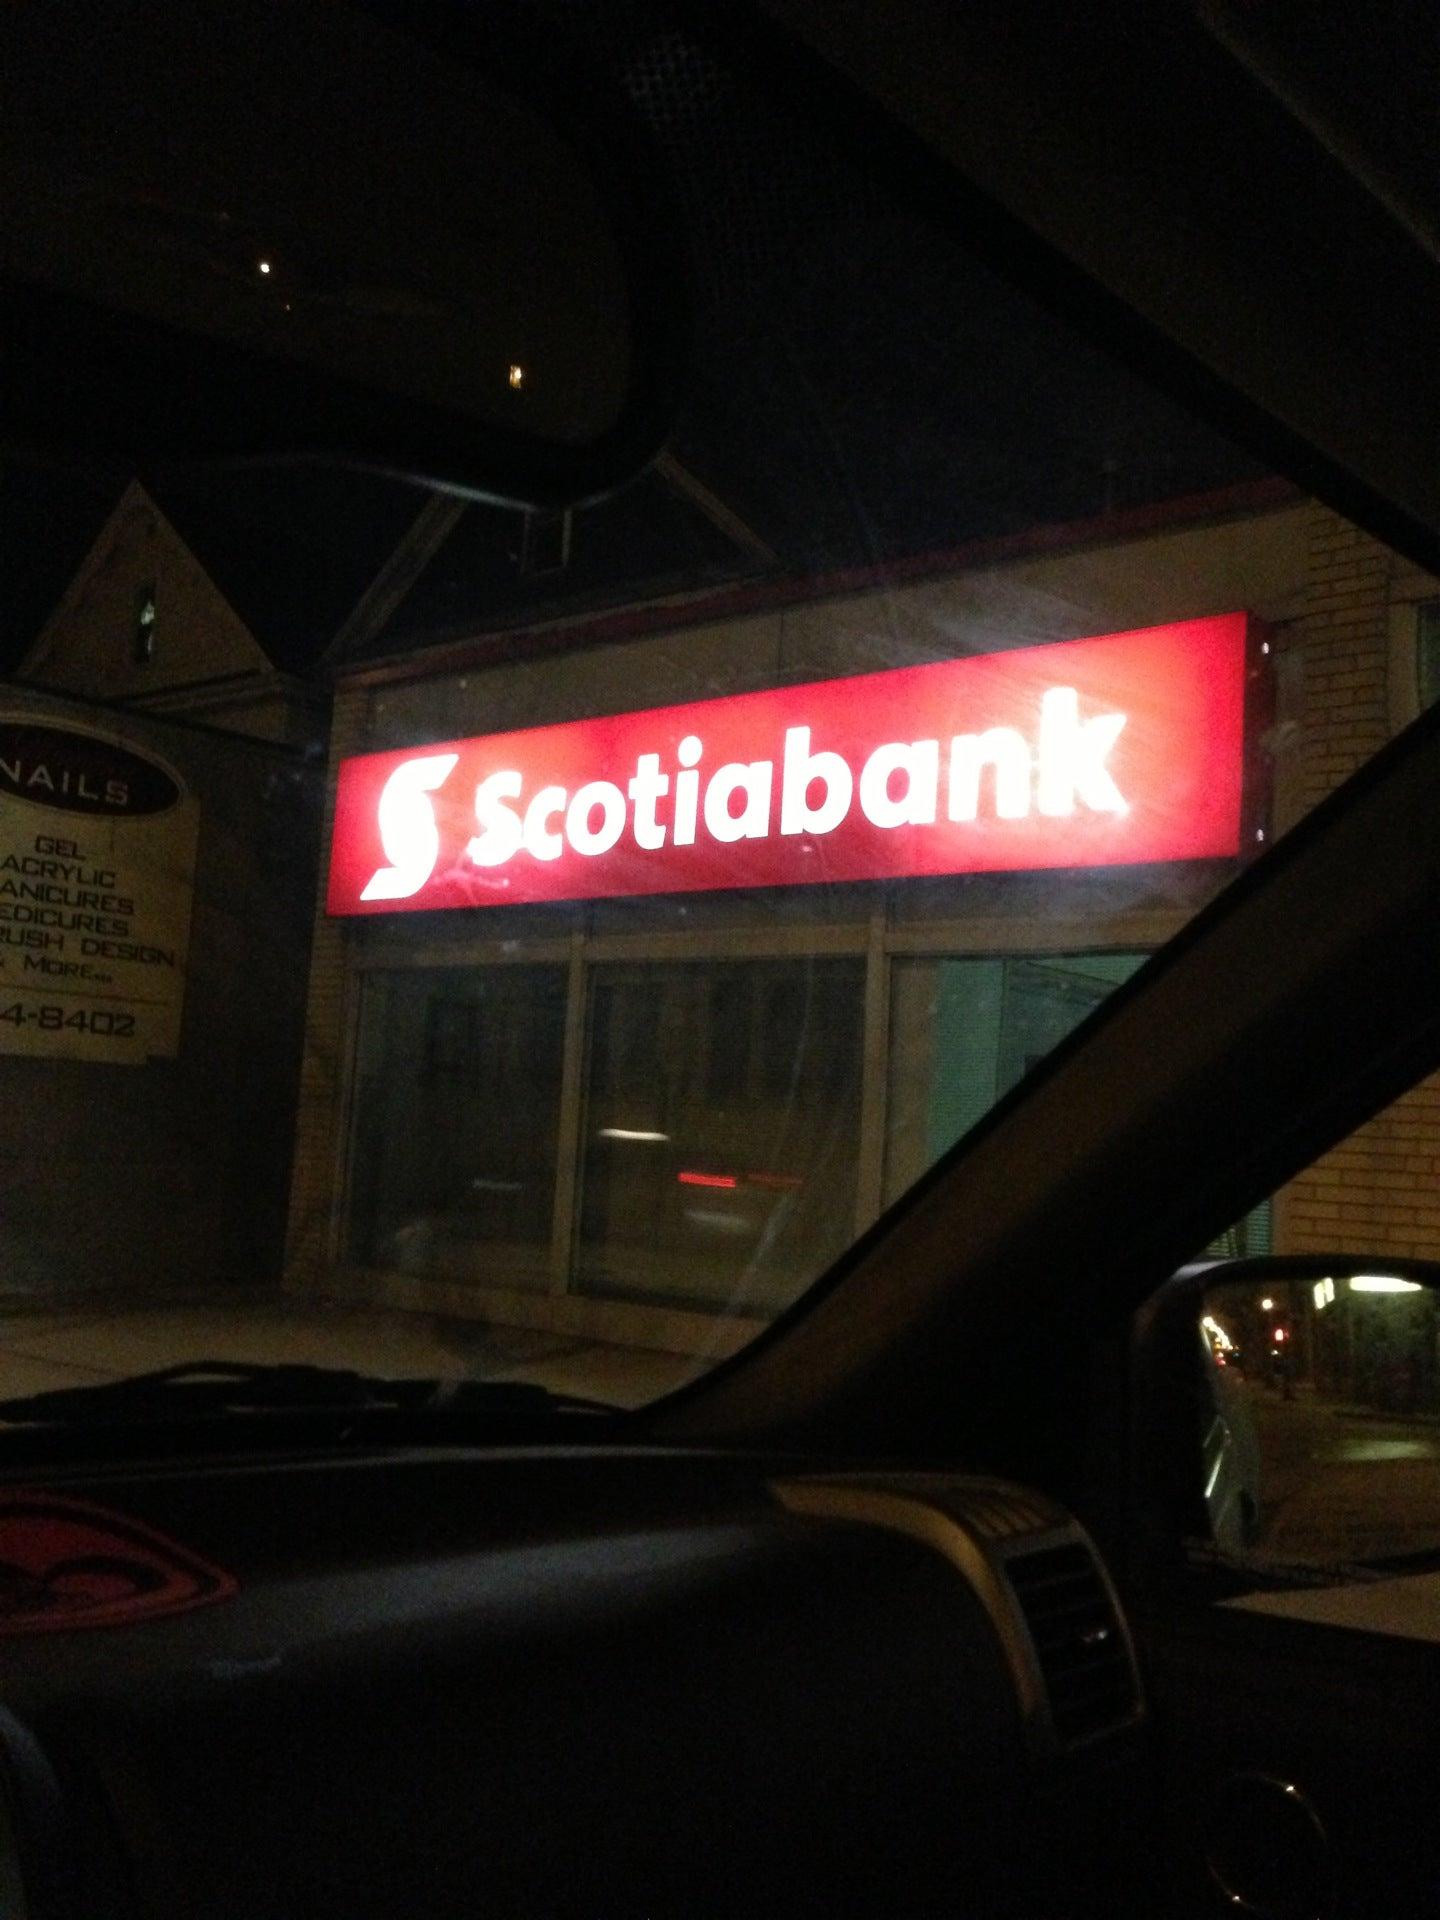 Scotiabank
NAILS
GEL
ACRYLIC
ANICURES
EDICURES
RUSH DESIGN
& MORE...
4-8402